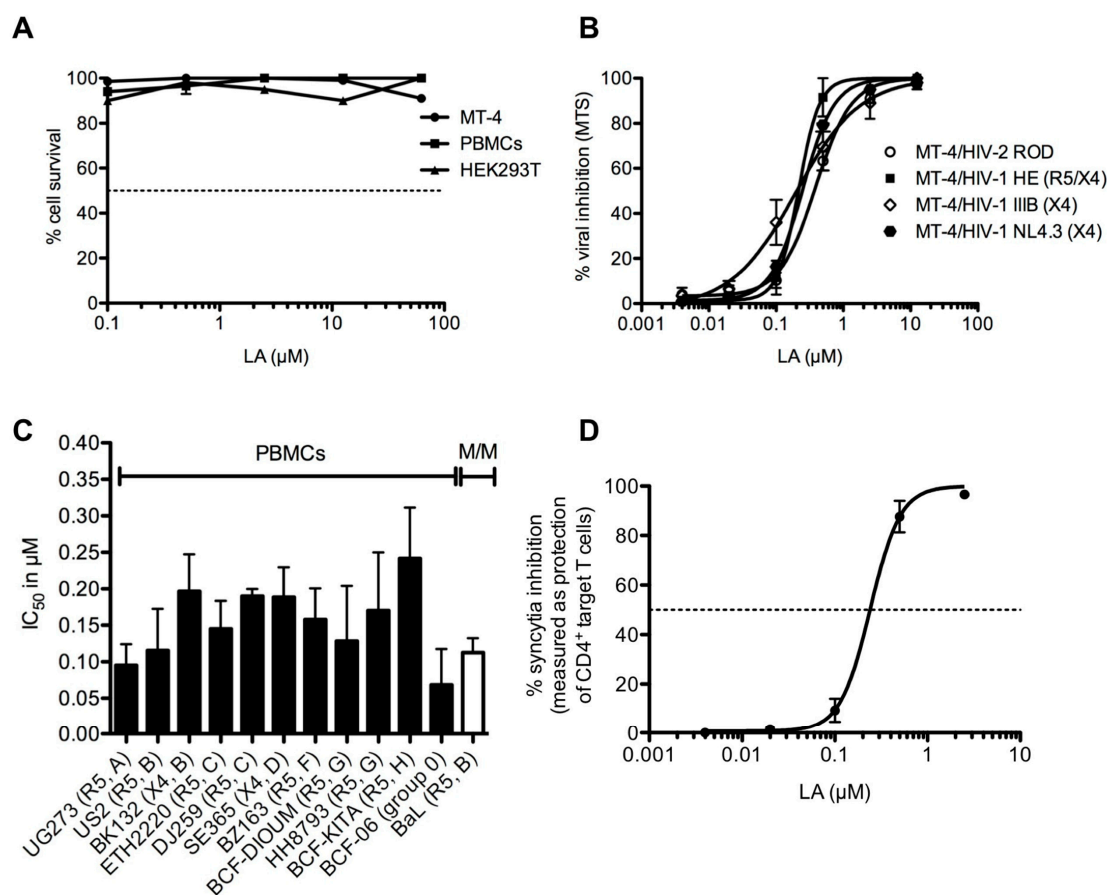 A
% cell survival
100
80
60
40
20
0
0.1
1
10
100
LA (µM)
MT-4
PBMCs
HEK293T
B
% viral inhibition (MTS)
100
80
60
40
20
0
0.001
0.01
0.1
1
10
100
LA (µM)
MT-4/HIV-2 ROD
MT-4/HIV-1 HE (R5/X4)
MT-4/HIV-1 IIIB (X4)
MT-4/HIV-1 NL4.3 (X4)
C
IC50 in µM
0.40
0.35
0.30
0.25
0.20
0.15
0.10
0.05
0.00
PBMCs
M/M
UG273 (R5, A)
US2 (R5, B)
BK132 (X4, B)
ETH2220 (R5, C)
DJ259 (R5, C)
SE365 (X4, D)
BZ163 (R5, F)
BCF-DIOUM (R5, G)
HH8793 (R5, G)
BCF-KITA (R5, H)
BCF-06 (group 0)
BaL (R5, B)
D
% syncytia inhibition
(measured as protection
of CD4+ target T cells)
100
80
60
40
20
0
0.001
0.01
0.1
1
10
LA (µM)